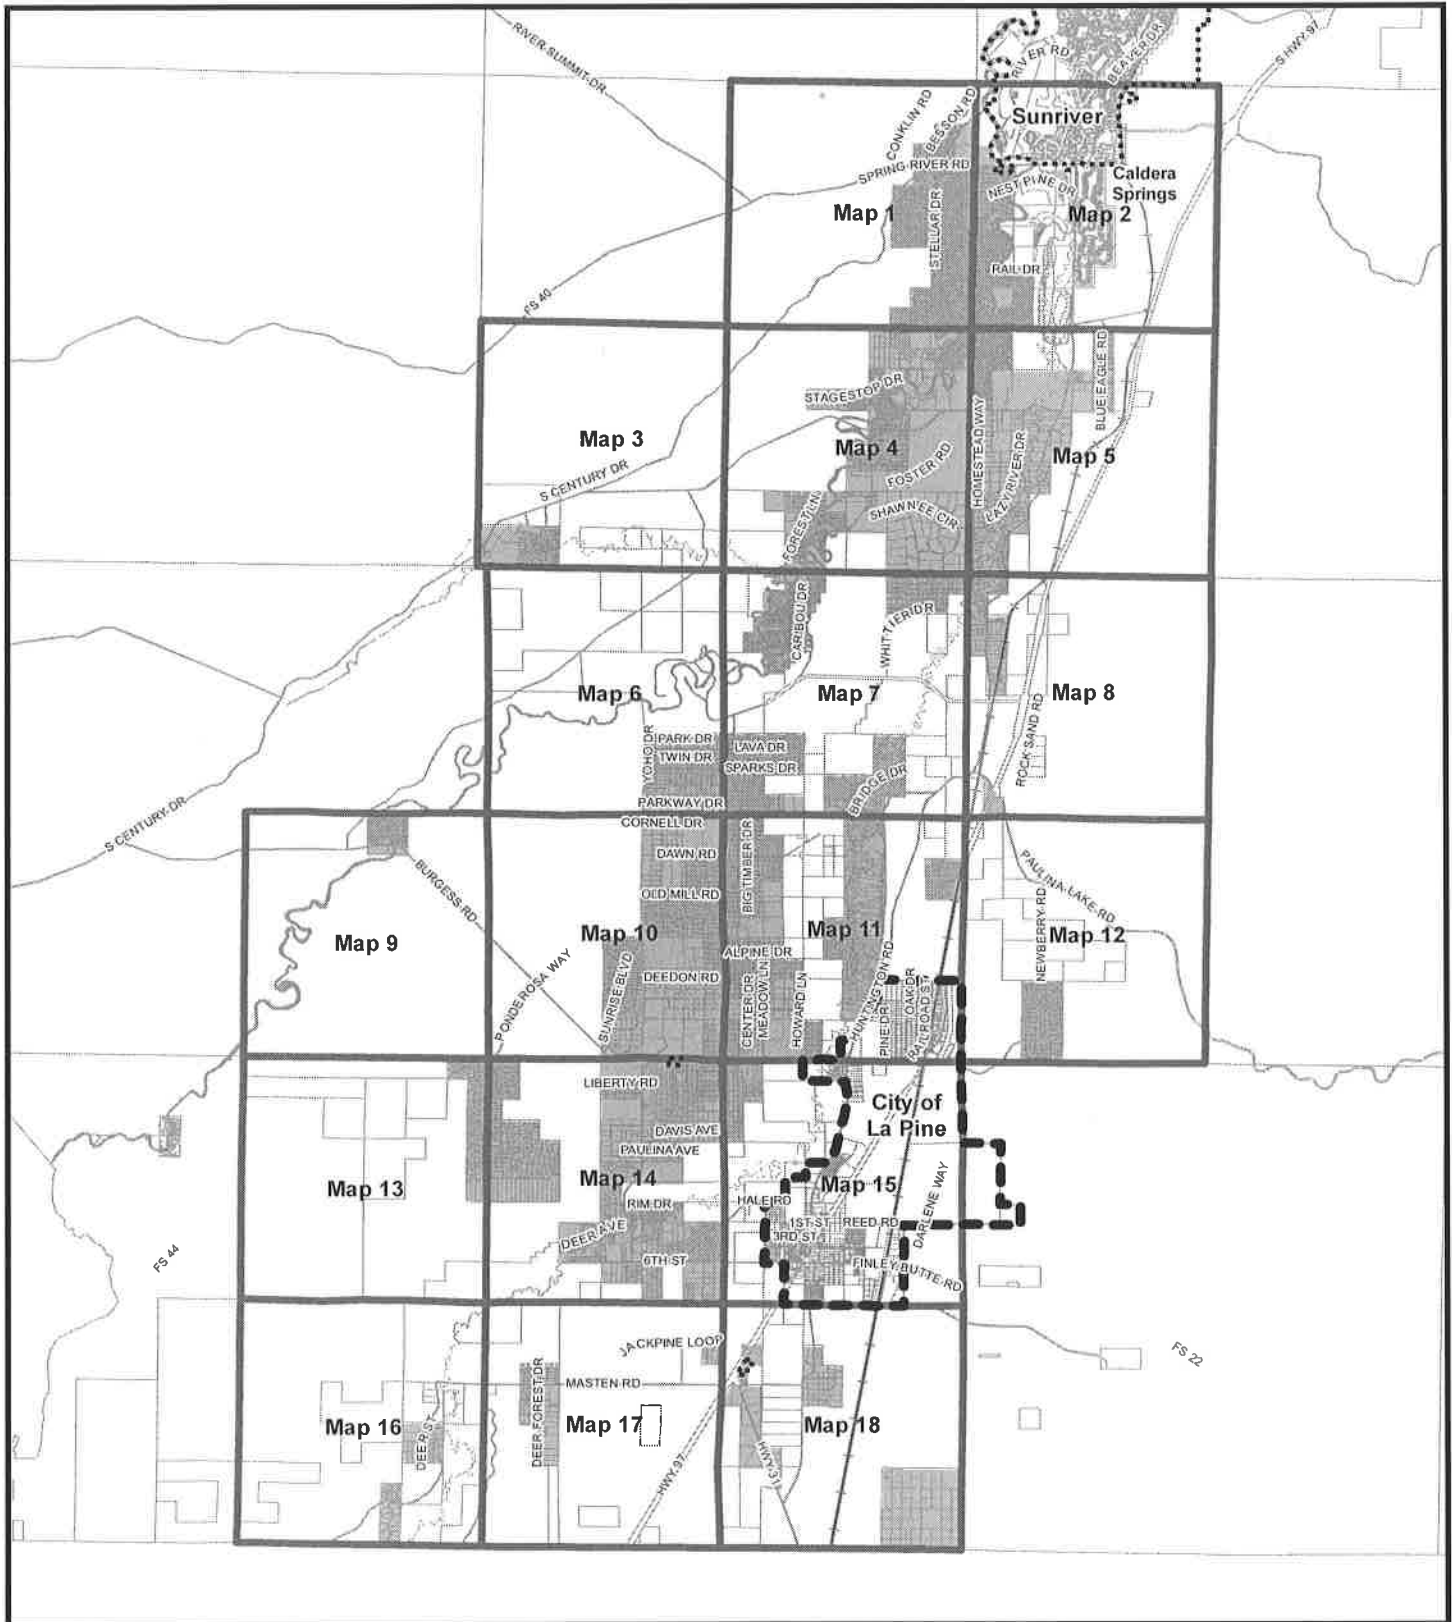 RIVER SUMMIT DR
RIVER RD
BEAVER DR
S HWY 97
CONKLIN RD
BESSON RD
Sunriver
SPRING RIVER RD
NEST PINE DR
Caldera
Springs
Map 1
STELLAR DR
Map 2
RAIL DR
FS 40
STAGESTOP DR
BLUE EAGLE RD
Map 3
Map 4
HOMESTEAD WAY
Map 5
S CENTURY DR
FOSTER RD
LAZY RIVER DR
FOREST LN
SHAWNEE CIR
CARIBOU DR
WHITTIER DR
Map 6
Map 7
Map 8
ROCK SAND RD
YOHO DR
PARK DR
LAVA DR
TWIN DR
SPARKS DR
BRIDGE DR
PARKWAY DR
S CENTURY DR
CORNELL DR
BIG TIMBER DR
DAWN RD
BURGESS RD
OLD MILL RD
PAULINA LAKE RD
NEWBERRY RD
Map 9
Map 10
Map 11
Map 12
PONDEROSA WAY
SUNRISE BLVD
ALPINE DR
DEEDON RD
CENTER DR
MEADOW LN
HOWARD LN
HUNTINGTON RD
PINE DR
OAK DR
RAILROAD ST
LIBERTY RD
City of
La Pine
DAVIS AVE
PAULINA AVE
Map 13
Map 14
Map 15
DARLENE WAY
RIM DR
HALE RD
1ST ST
REED RD
3RD ST
DEER AVE
6TH ST
FINLEY BUTTE RD
FS 44
JACKPINE LOOP
FS 22
MASTEN RD
DEER FOREST DR
Map 16
DEER ST
Map 17
Map 18
HWY 97
HWY 31